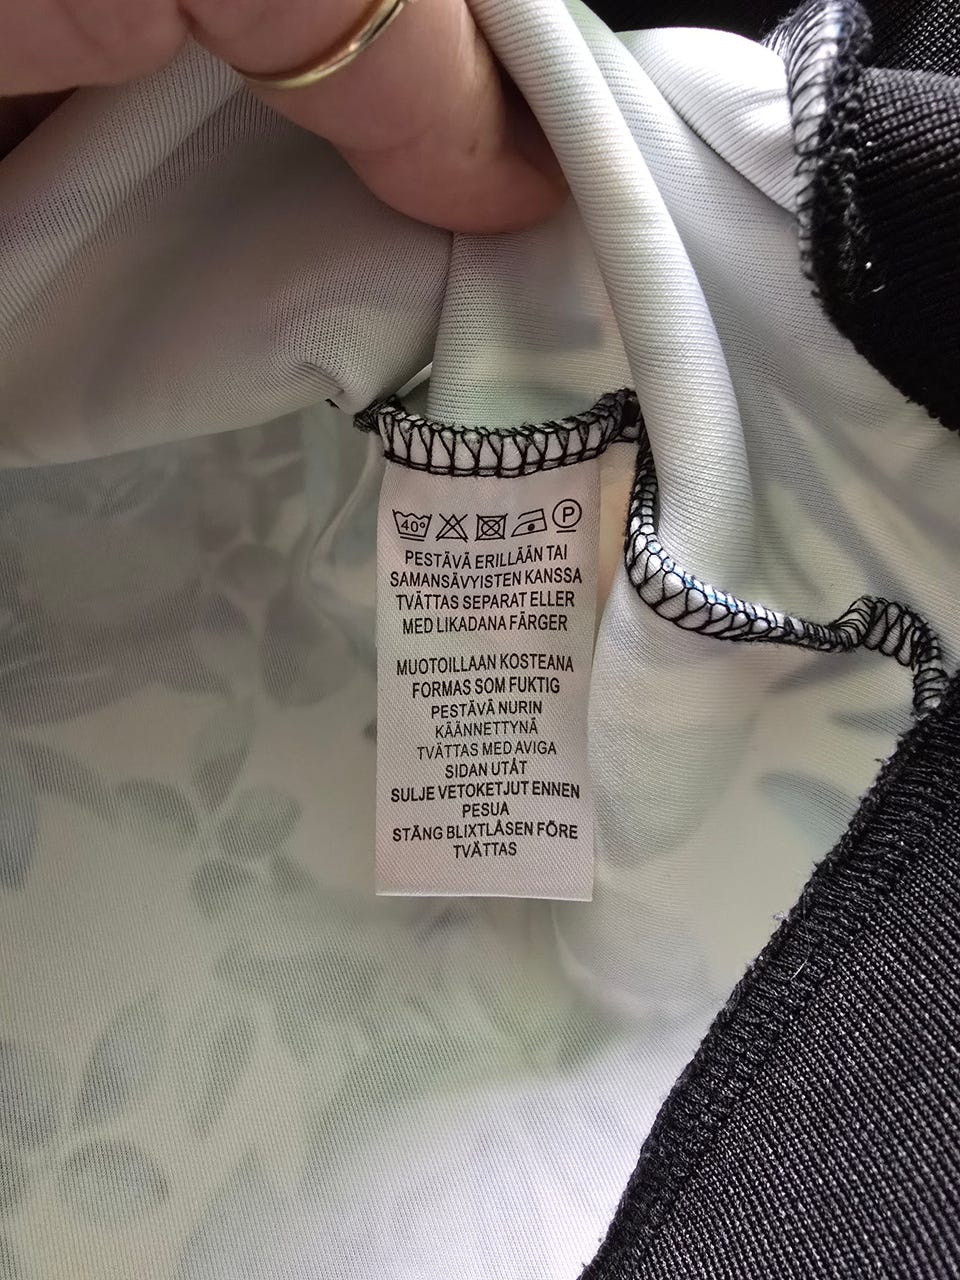 40° P
PESTÄVÄ ERILLÄÄN TAI
SAMANSÄVYISTEN KANSSA
TVÄTTAS SEPARAT ELLER
MED LIKADANA FÄRGER
MUOTOILLAAN KOSTEANA
FORMAS SOM FUKTIG
PESTÄVÄ NURIN
KÄÄNNETTYNÄ
TVÄTTAS MED AVIGA
SIDAN UTÅT
SULJE VETOKETJUT ENNEN
PESUA
STÄNG BLIXTLÅSEN FÖRE
TVÄTTAS